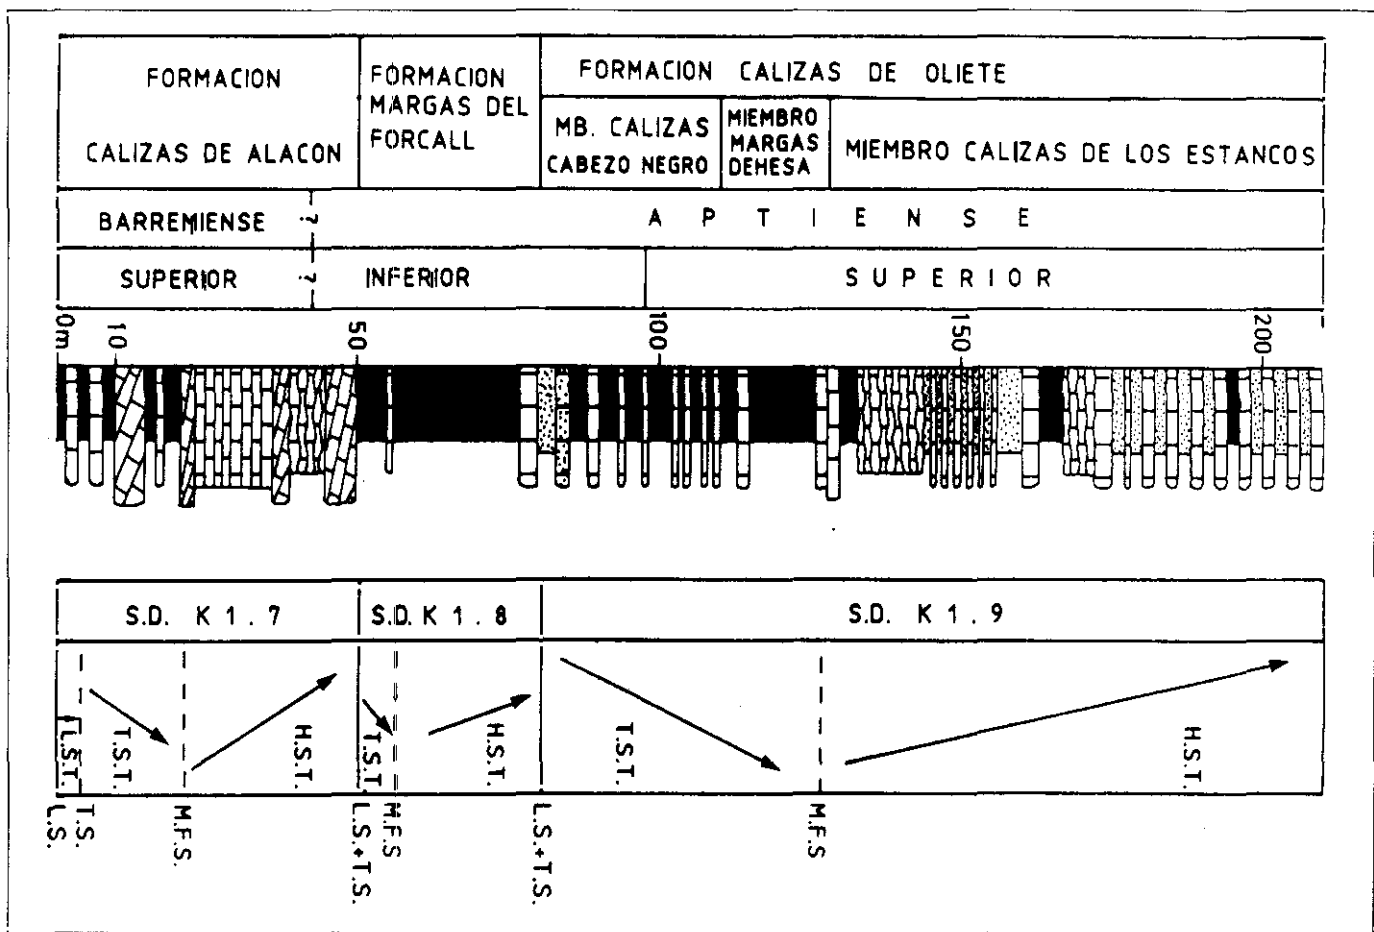 FORMACION
CALIZAS DE ALACON
FORMACION
MARGAS DEL
FORCALL
FORMACION CALIZAS DE OLIETE
MB. CALIZAS
CABEZO NEGRO
MIEMBRO
MARGAS
DEHESA
MIEMBRO CALIZAS DE LOS ESTANCOS
BARREMIENSE ? APTIENSE
SUPERIOR ? INFERIOR SUPERIOR
0m 10 50 100 150 200
S.D. K 1.7 S.D. K 1.8 S.D. K 1.9
L.S.T. T.S.T. H.S.T. T.S.T. H.S.T. T.S.T. H.S.T.
L.S. T.S. M.F.S. L.S.+T.S. M.F.S L.S.+T.S. M.F.S